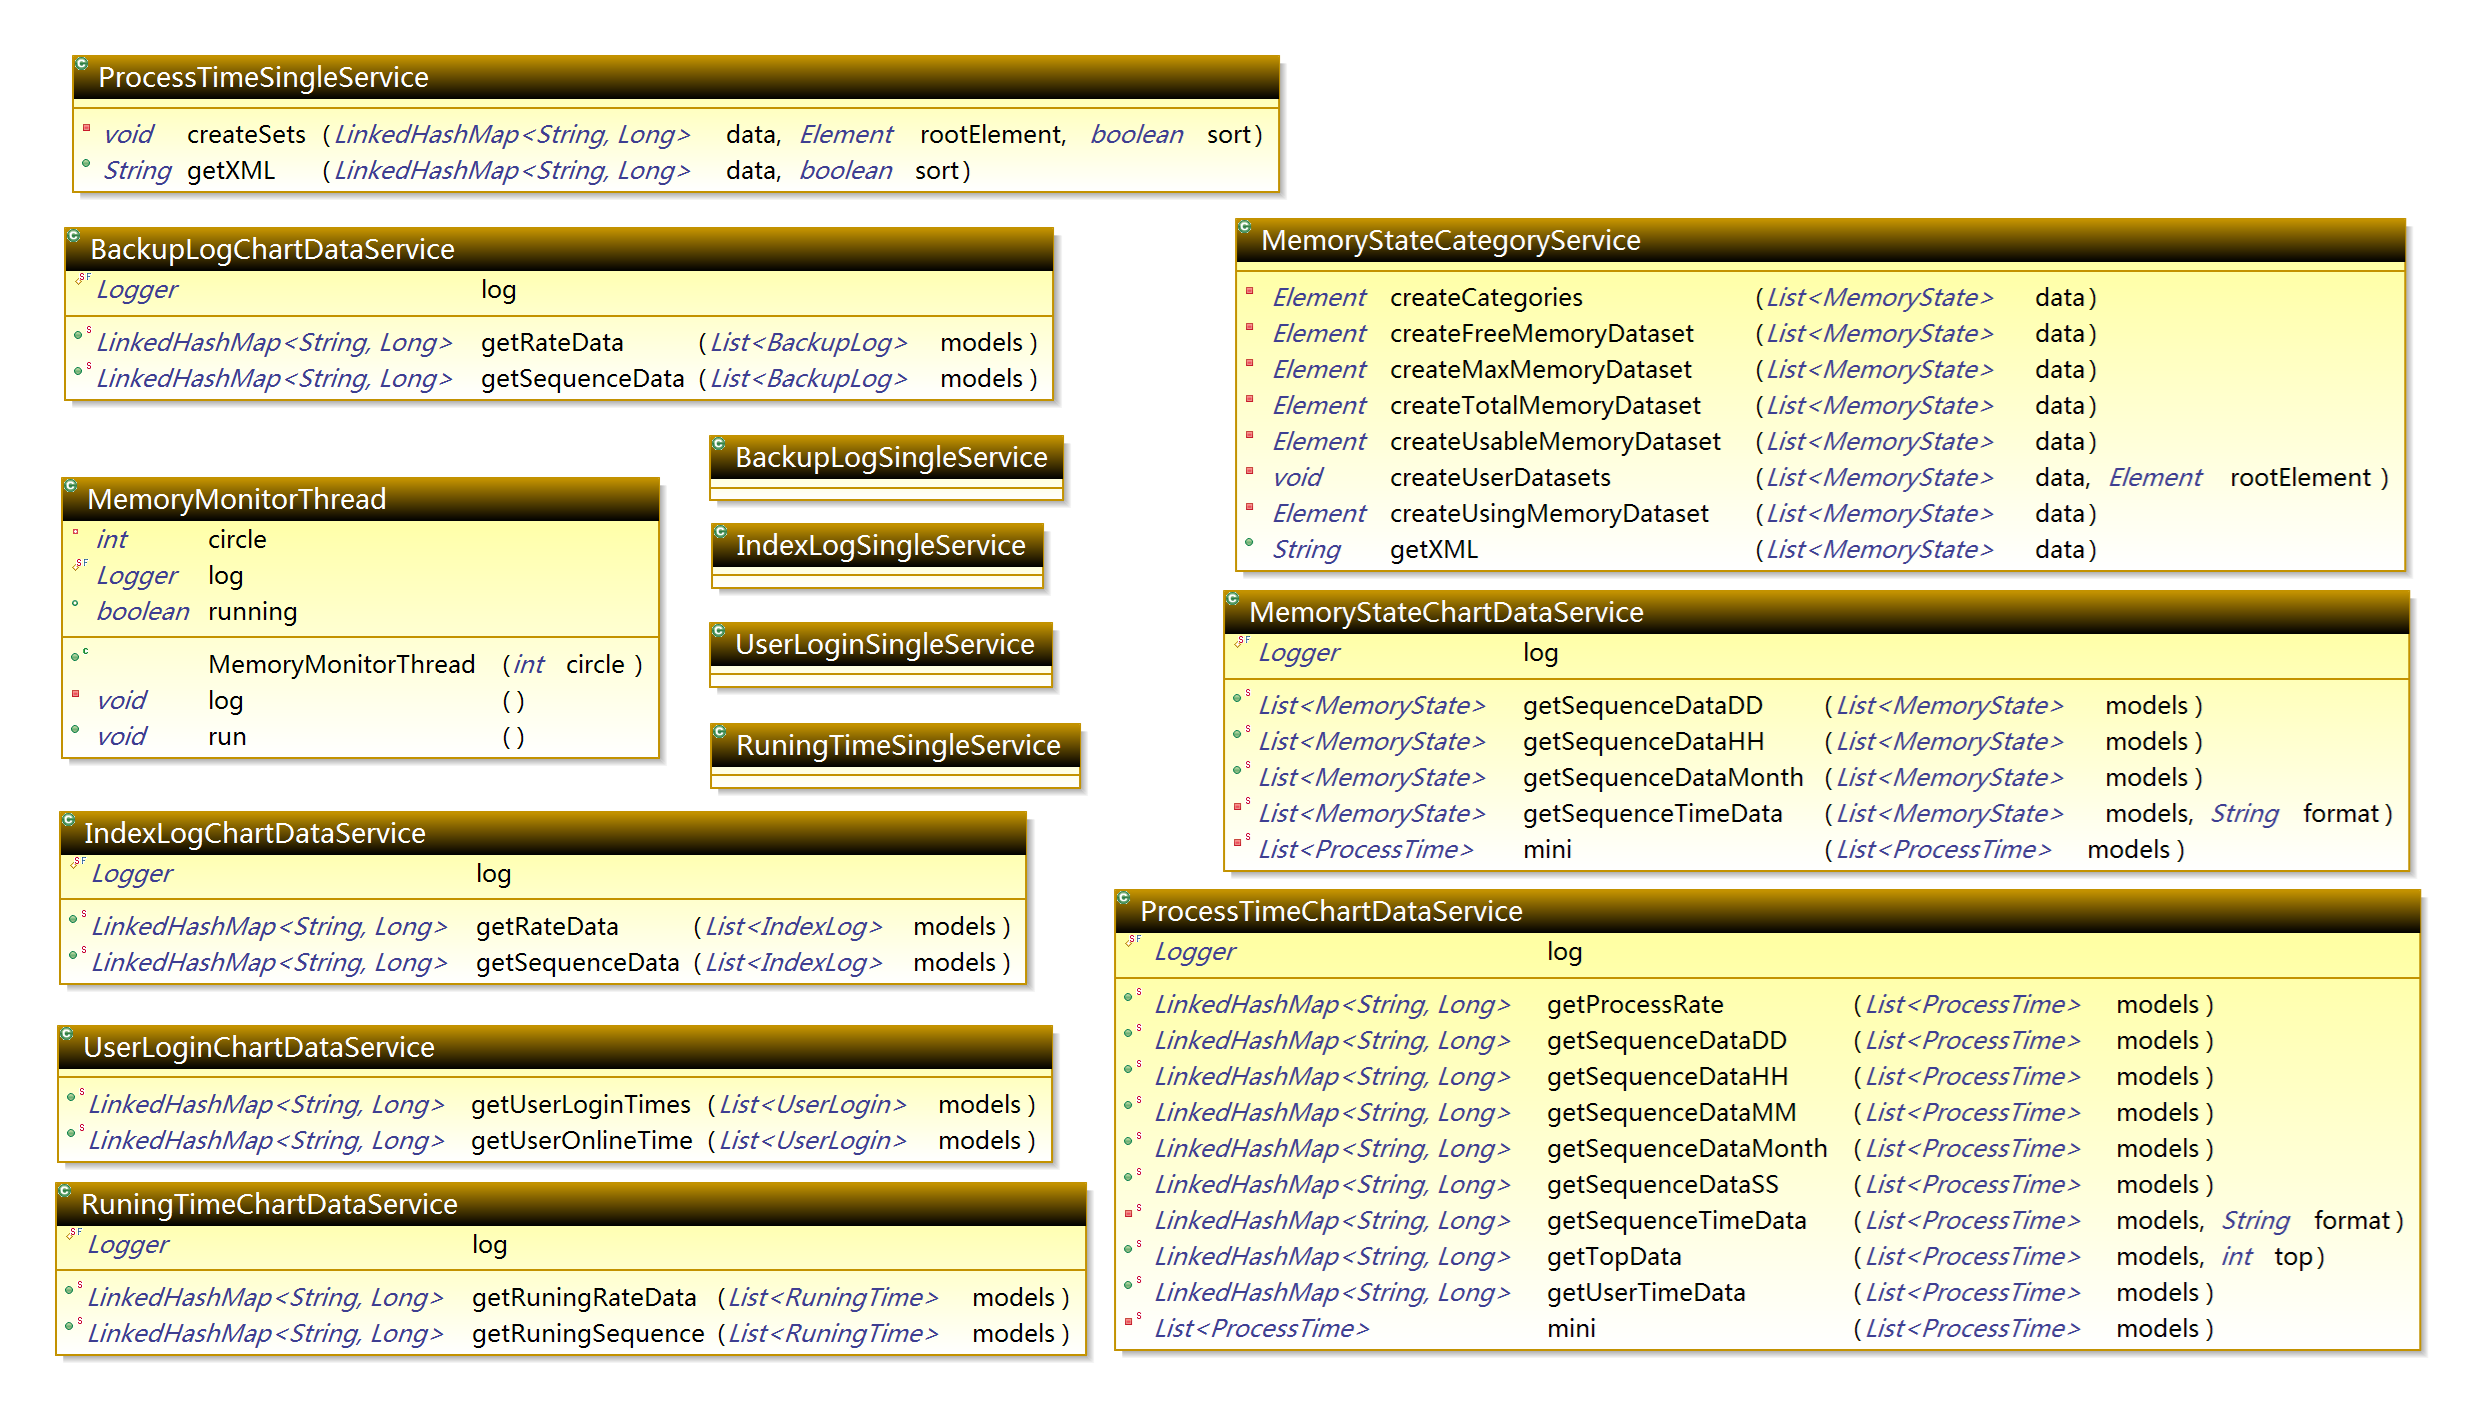 ProcessTimeSingleService
void createSets (LinkedHashMap<String, Long> data, Element rootElement, boolean sort)
String getXML (LinkedHashMap<String, Long> data, boolean sort)
BackupLogChartDataService
Logger log
LinkedHashMap<String, Long> getRateData (List<BackupLog> models)
LinkedHashMap<String, Long> getSequenceData (List<BackupLog> models)
BackupLogSingleService
MemoryMonitorThread
int circle
Logger log
boolean running
MemoryMonitorThread (int circle)
void log ()
void run ()
IndexLogSingleService
UserLoginSingleService
RuningTimeSingleService
IndexLogChartDataService
Logger log
LinkedHashMap<String, Long> getRateData (List<IndexLog> models)
LinkedHashMap<String, Long> getSequenceData (List<IndexLog> models)
UserLoginChartDataService
LinkedHashMap<String, Long> getUserLoginTimes (List<UserLogin> models)
LinkedHashMap<String, Long> getUserOnlineTime (List<UserLogin> models)
RuningTimeChartDataService
Logger log
LinkedHashMap<String, Long> getRuningRateData (List<RuningTime> models)
LinkedHashMap<String, Long> getRuningSequence (List<RuningTime> models)
MemoryStateCategoryService
Element createCategories (List<MemoryState> data)
Element createFreeMemoryDataset (List<MemoryState> data)
Element createMaxMemoryDataset (List<MemoryState> data)
Element createTotalMemoryDataset (List<MemoryState> data)
Element createUsableMemoryDataset (List<MemoryState> data)
void createUserDatasets (List<MemoryState> data, Element rootElement)
Element createUsingMemoryDataset (List<MemoryState> data)
String getXML (List<MemoryState> data)
MemoryStateChartDataService
Logger log
List<MemoryState> getSequenceDataDD (List<MemoryState> models)
List<MemoryState> getSequenceDataHH (List<MemoryState> models)
List<MemoryState> getSequenceDataMonth (List<MemoryState> models)
List<MemoryState> getSequenceTimeData (List<MemoryState> models, String format)
List<ProcessTime> mini (List<ProcessTime> models)
ProcessTimeChartDataService
Logger log
LinkedHashMap<String, Long> getProcessRate (List<ProcessTime> models)
LinkedHashMap<String, Long> getSequenceDataDD (List<ProcessTime> models)
LinkedHashMap<String, Long> getSequenceDataHH (List<ProcessTime> models)
LinkedHashMap<String, Long> getSequenceDataMM (List<ProcessTime> models)
LinkedHashMap<String, Long> getSequenceDataMonth (List<ProcessTime> models)
LinkedHashMap<String, Long> getSequenceDataSS (List<ProcessTime> models)
LinkedHashMap<String, Long> getSequenceTimeData (List<ProcessTime> models, String format)
LinkedHashMap<String, Long> getTopData (List<ProcessTime> models, int top)
LinkedHashMap<String, Long> getUserTimeData (List<ProcessTime> models)
List<ProcessTime> mini (List<ProcessTime> models)